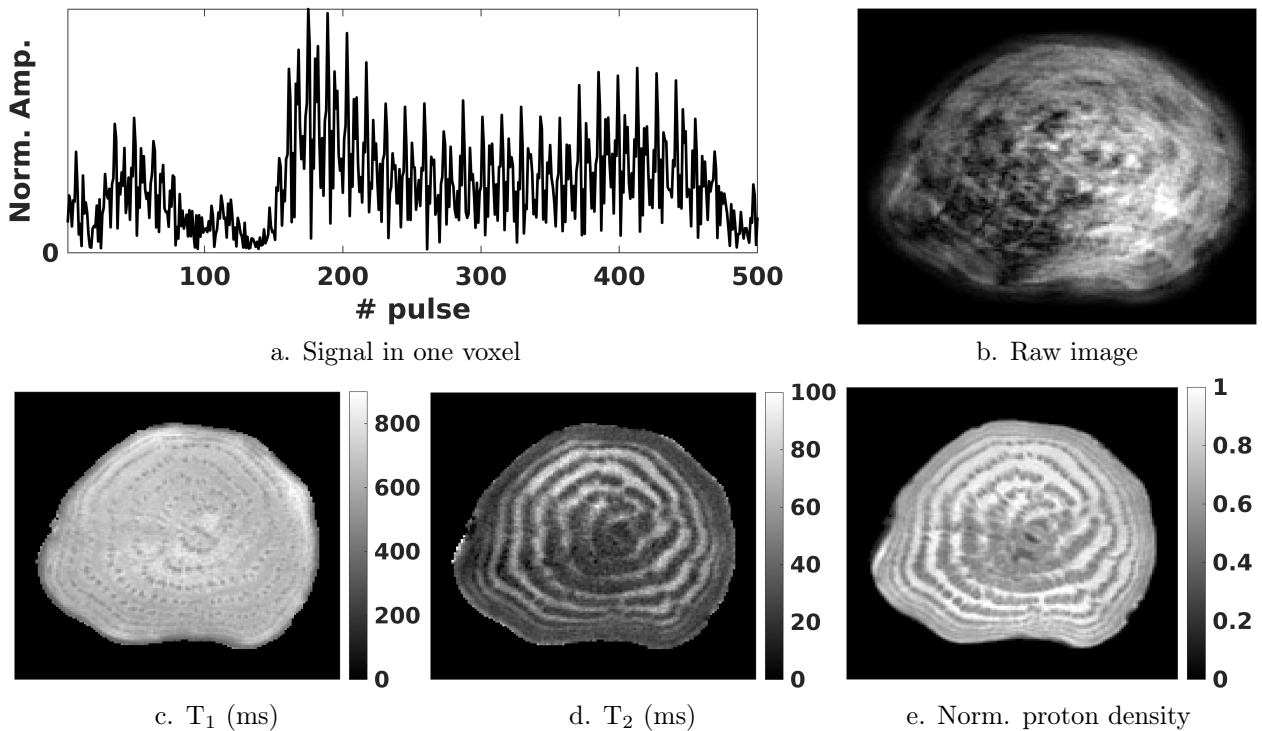 Norm. Amp.
0
100 200 300 400 500
# pulse
a. Signal in one voxel
b. Raw image
800
600
400
200
0
c. T₁ (ms)
100
80
60
40
20
0
d. T₂ (ms)
1
0.8
0.6
0.4
0.2
0
e. Norm. proton density